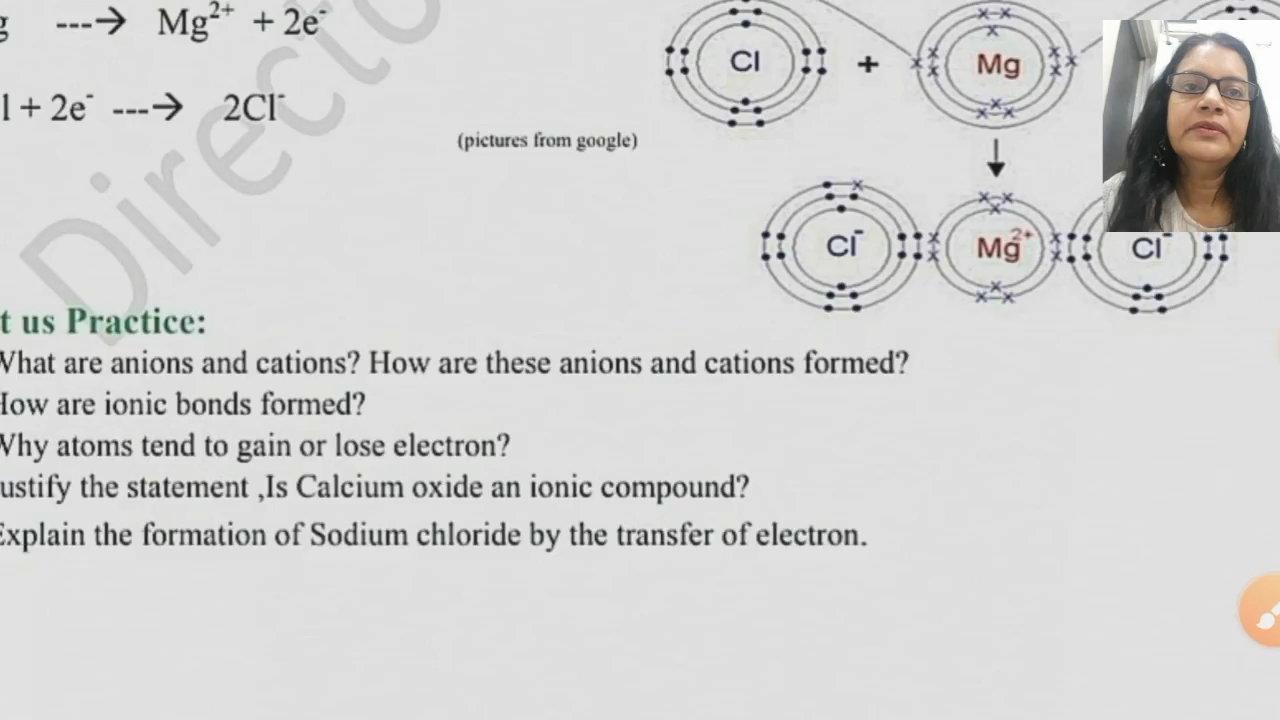 g ---→ Mg²⁺ + 2e⁻
l + 2e⁻ ---→ 2Cl⁻
(pictures from google)
Cl + Mg
Cl⁻ Mg²⁺ Cl⁻
Directo
t us Practice:
What are anions and cations? How are these anions and cations formed?
How are ionic bonds formed?
Why atoms tend to gain or lose electron?
ustify the statement ,Is Calcium oxide an ionic compound?
Explain the formation of Sodium chloride by the transfer of electron.